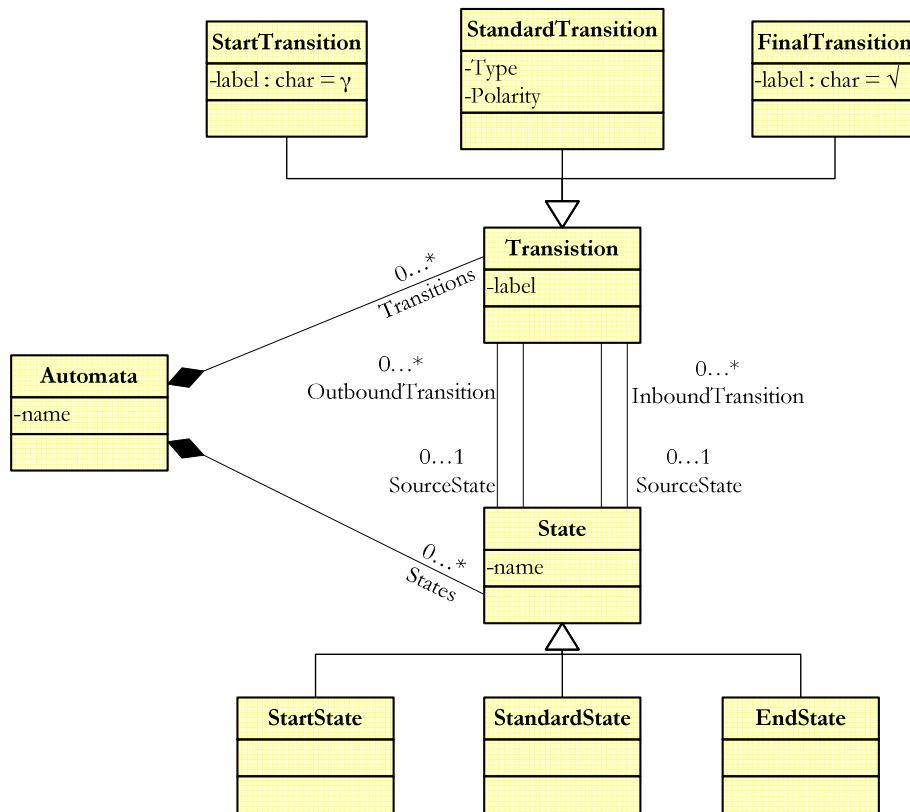 StartTransition
-label : char = γ
StandardTransition
-Type
-Polarity
FinalTransition
-label : char = √
Transistion
-label
0...*
Transitions
Automata
-name
0...*
OutboundTransition
0...*
InboundTransition
0...1
SourceState
0...1
SourceState
State
-name
0...*
States
StartState
StandardState
EndState